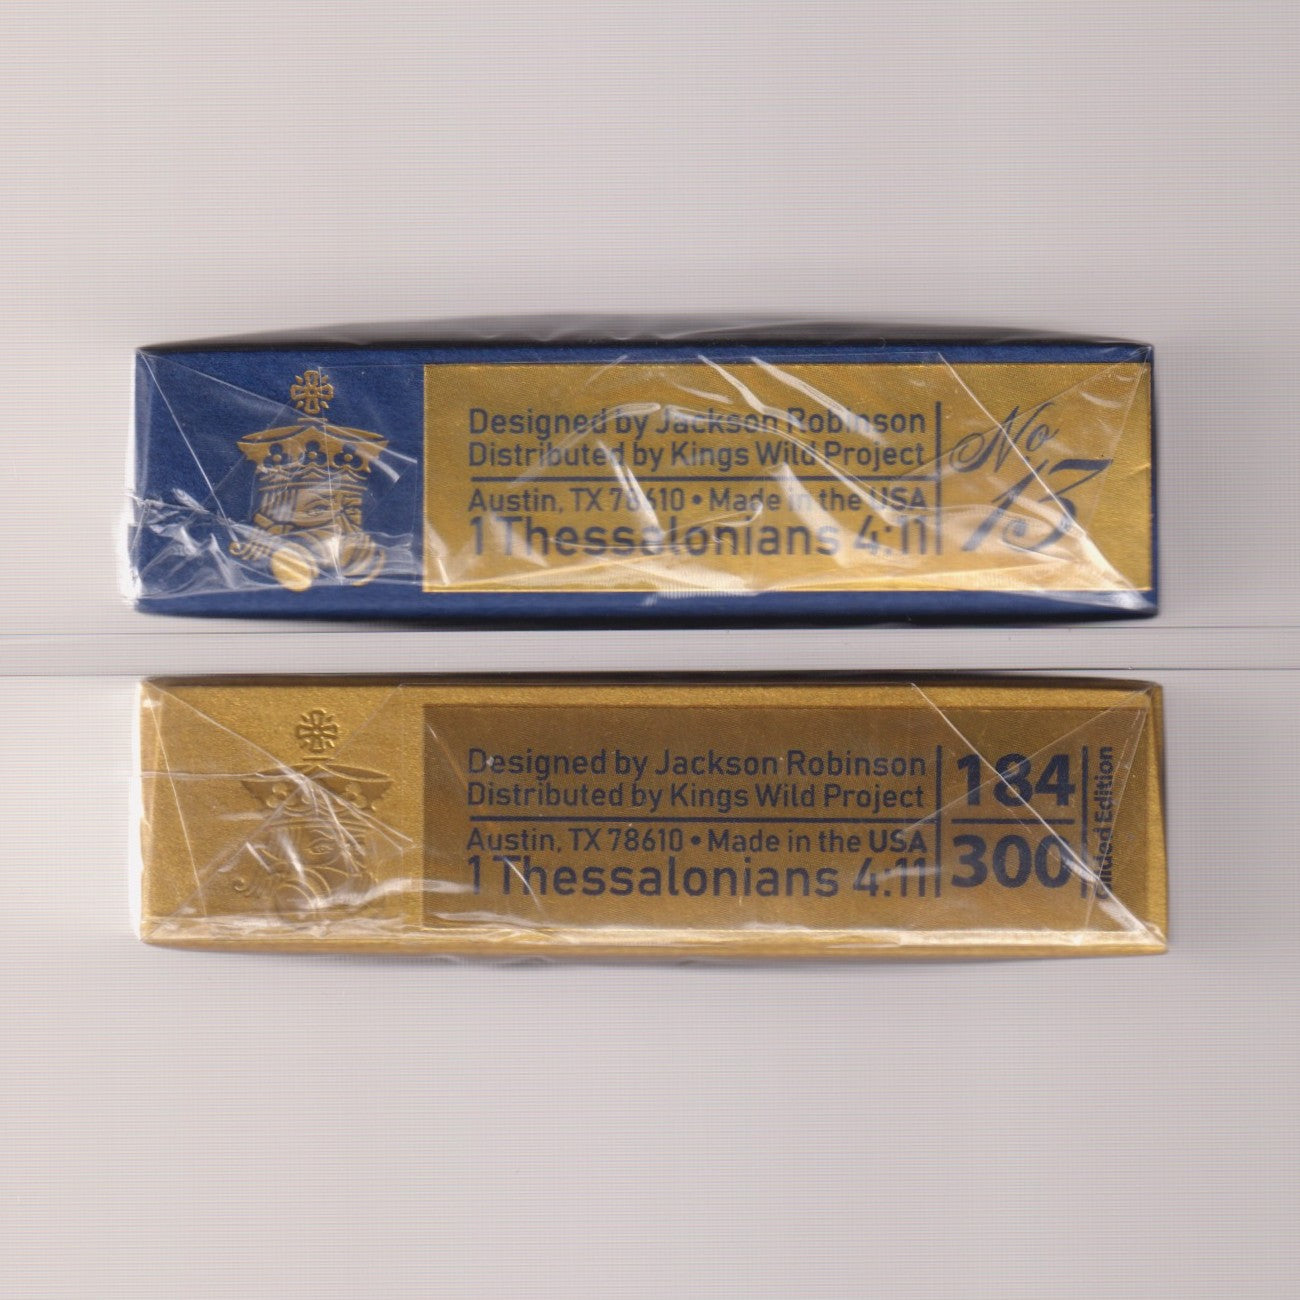 Designed by Jackson Robinson
Distributed by Kings Wild Project
Austin, TX 78610 • Made in the USA
1 Thessalonians 4:11
No
13
Designed by Jackson Robinson
Distributed by Kings Wild Project
Austin, TX 78610 • Made in the USA
1 Thessalonians 4:11
184
300
Gilded Edition